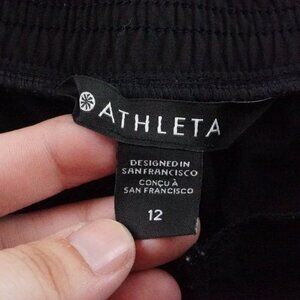 ATHLETA
DESIGNED IN
SAN FRANCISCO
CONÇU À
SAN FRANCISCO
12